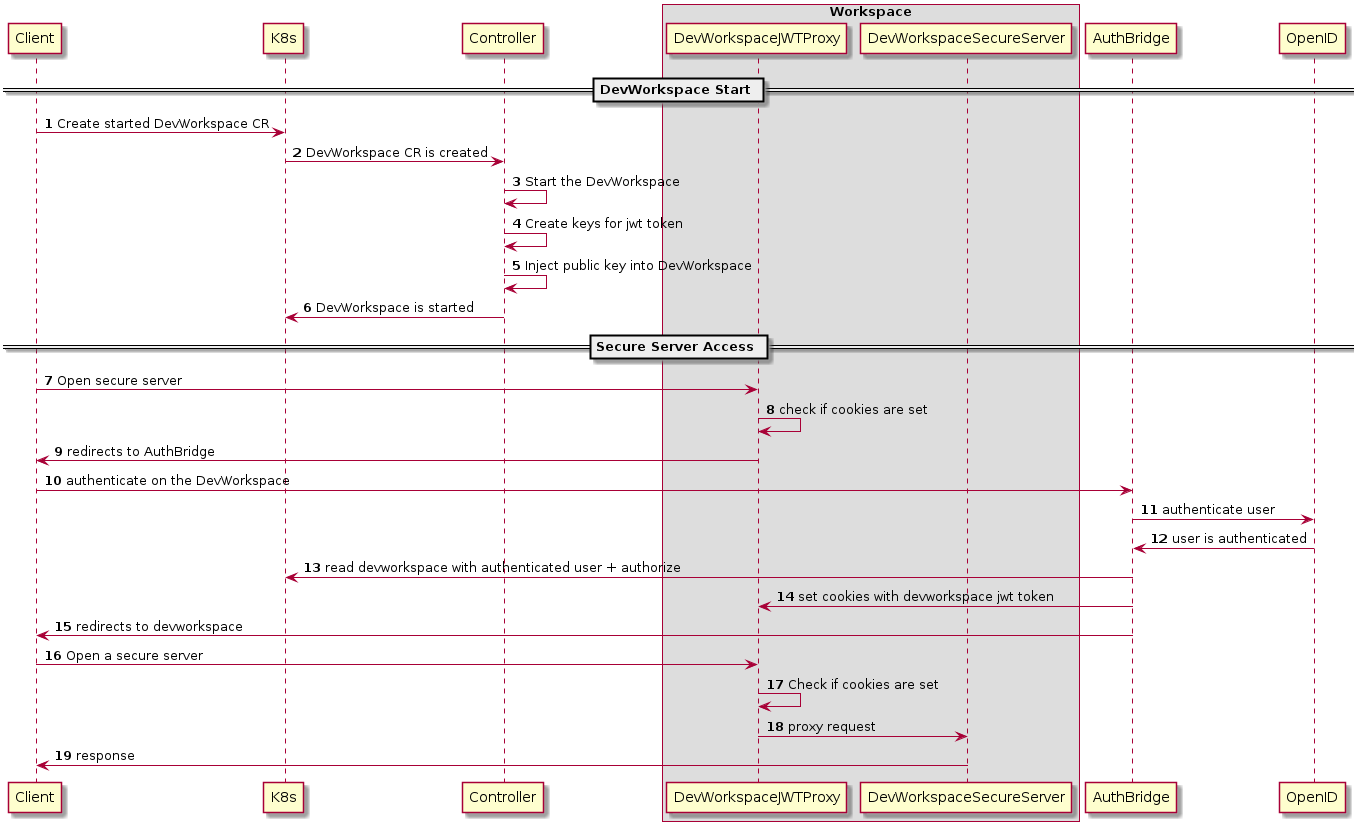 Workspace
Client K8s Controller DevWorkspaceJWTProxy DevWorkspaceSecureServer AuthBridge OpenID
DevWorkspace Start
1 Create started DevWorkspace CR
2 DevWorkspace CR is created
3 Start the DevWorkspace
4 Create keys for jwt token
5 Inject public key into DevWorkspace
6 DevWorkspace is started
Secure Server Access
7 Open secure server
8 check if cookies are set
9 redirects to AuthBridge
10 authenticate on the DevWorkspace
11 authenticate user
12 user is authenticated
13 read devworkspace with authenticated user + authorize
14 set cookies with devworkspace jwt token
15 redirects to devworkspace
16 Open a secure server
17 Check if cookies are set
18 proxy request
19 response
Client K8s Controller DevWorkspaceJWTProxy DevWorkspaceSecureServer AuthBridge OpenID